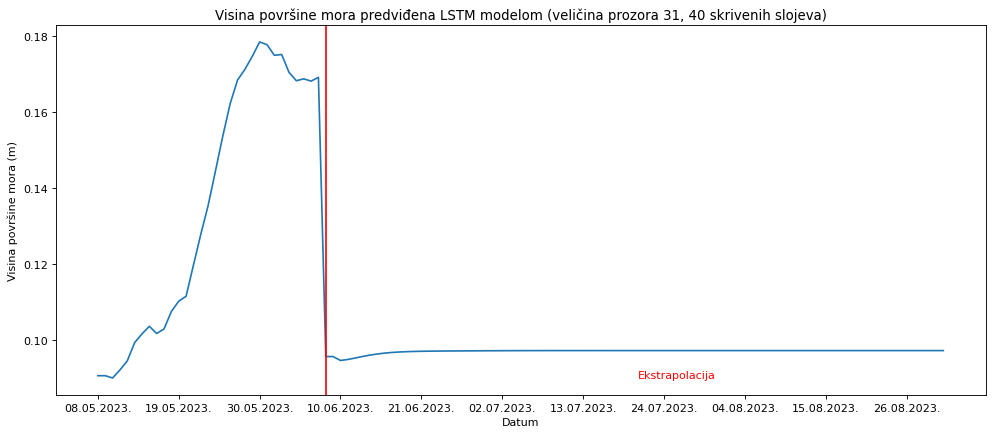 Visina površine mora predviđena LSTM modelom (veličina prozora 31, 40 skrivenih slojeva)
Visina površine mora (m)
0.18
0.16
0.14
0.12
0.10
Ekstrapolacija
08.05.2023. 19.05.2023. 30.05.2023. 10.06.2023. 21.06.2023. 02.07.2023. 13.07.2023. 24.07.2023. 04.08.2023. 15.08.2023. 26.08.2023.
Datum